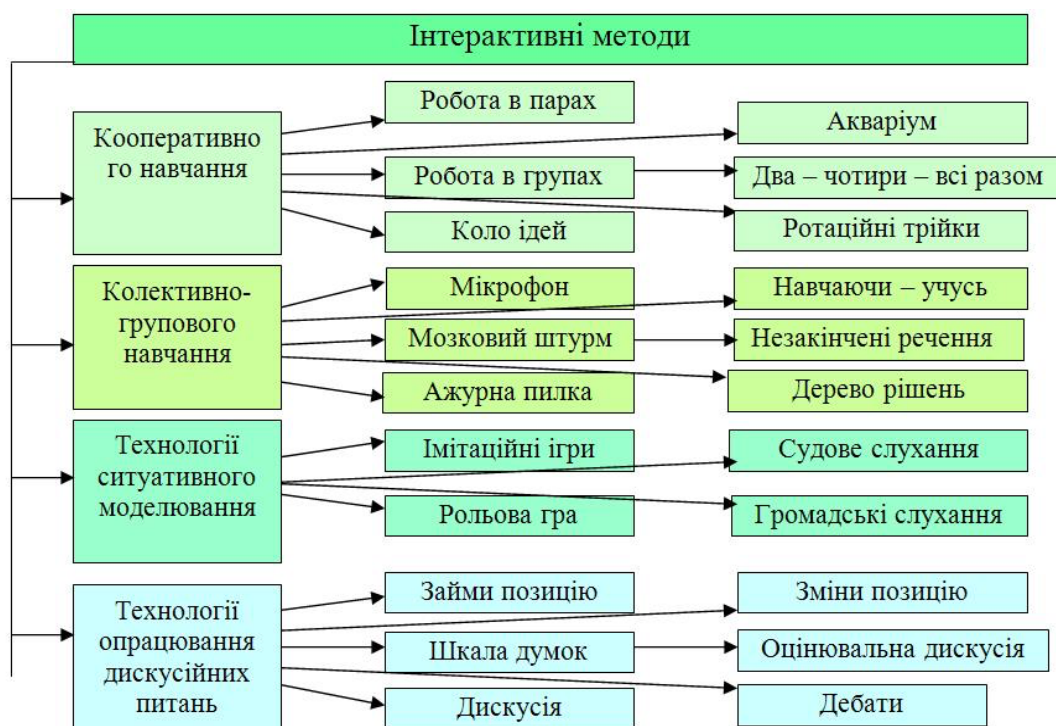 Інтерактивні методи
Кооперативно
го навчання
Робота в парах
Акваріум
Робота в групах
Два – чотири – всі разом
Коло ідей
Ротаційні трійки
Колективно-
групового
навчання
Мікрофон
Навчаючи – учусь
Мозковий штурм
Незакінчені речення
Ажурна пилка
Дерево рішень
Технології
ситуативного
моделювання
Імітаційні ігри
Судове слухання
Рольова гра
Громадські слухання
Технології
опрацювання
дискусійних
питань
Займи позицію
Зміни позицію
Шкала думок
Оцінювальна дискусія
Дискусія
Дебати